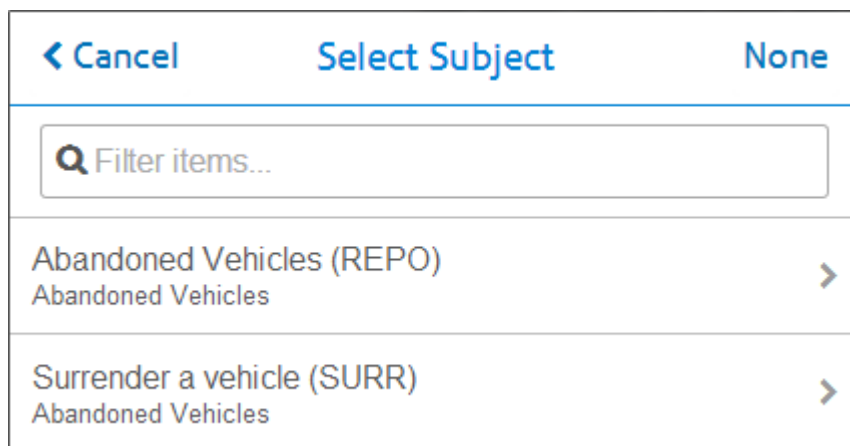 Cancel Select Subject None
Filter items...
Abandoned Vehicles (REPO)
Abandoned Vehicles
Surrender a vehicle (SURR)
Abandoned Vehicles